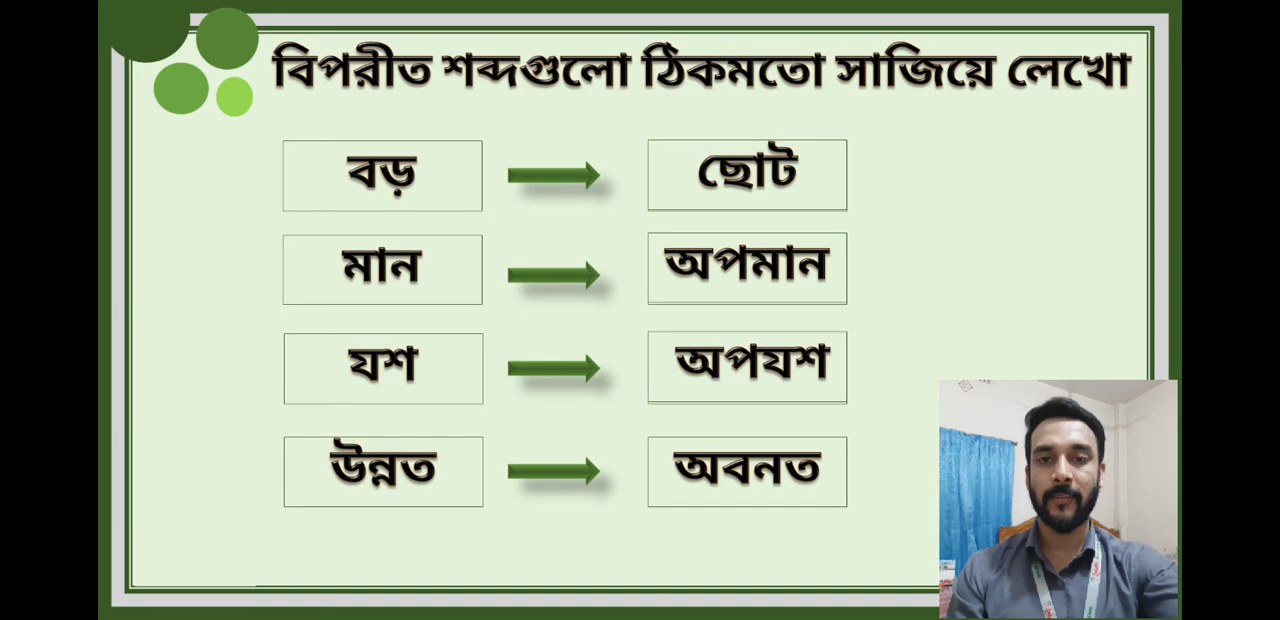 বিপরীত শব্দগুলো ঠিকমতো সাজিয়ে লেখো
বড় ছোট
মান অপমান
যশ অপযশ
উন্নত অবনত